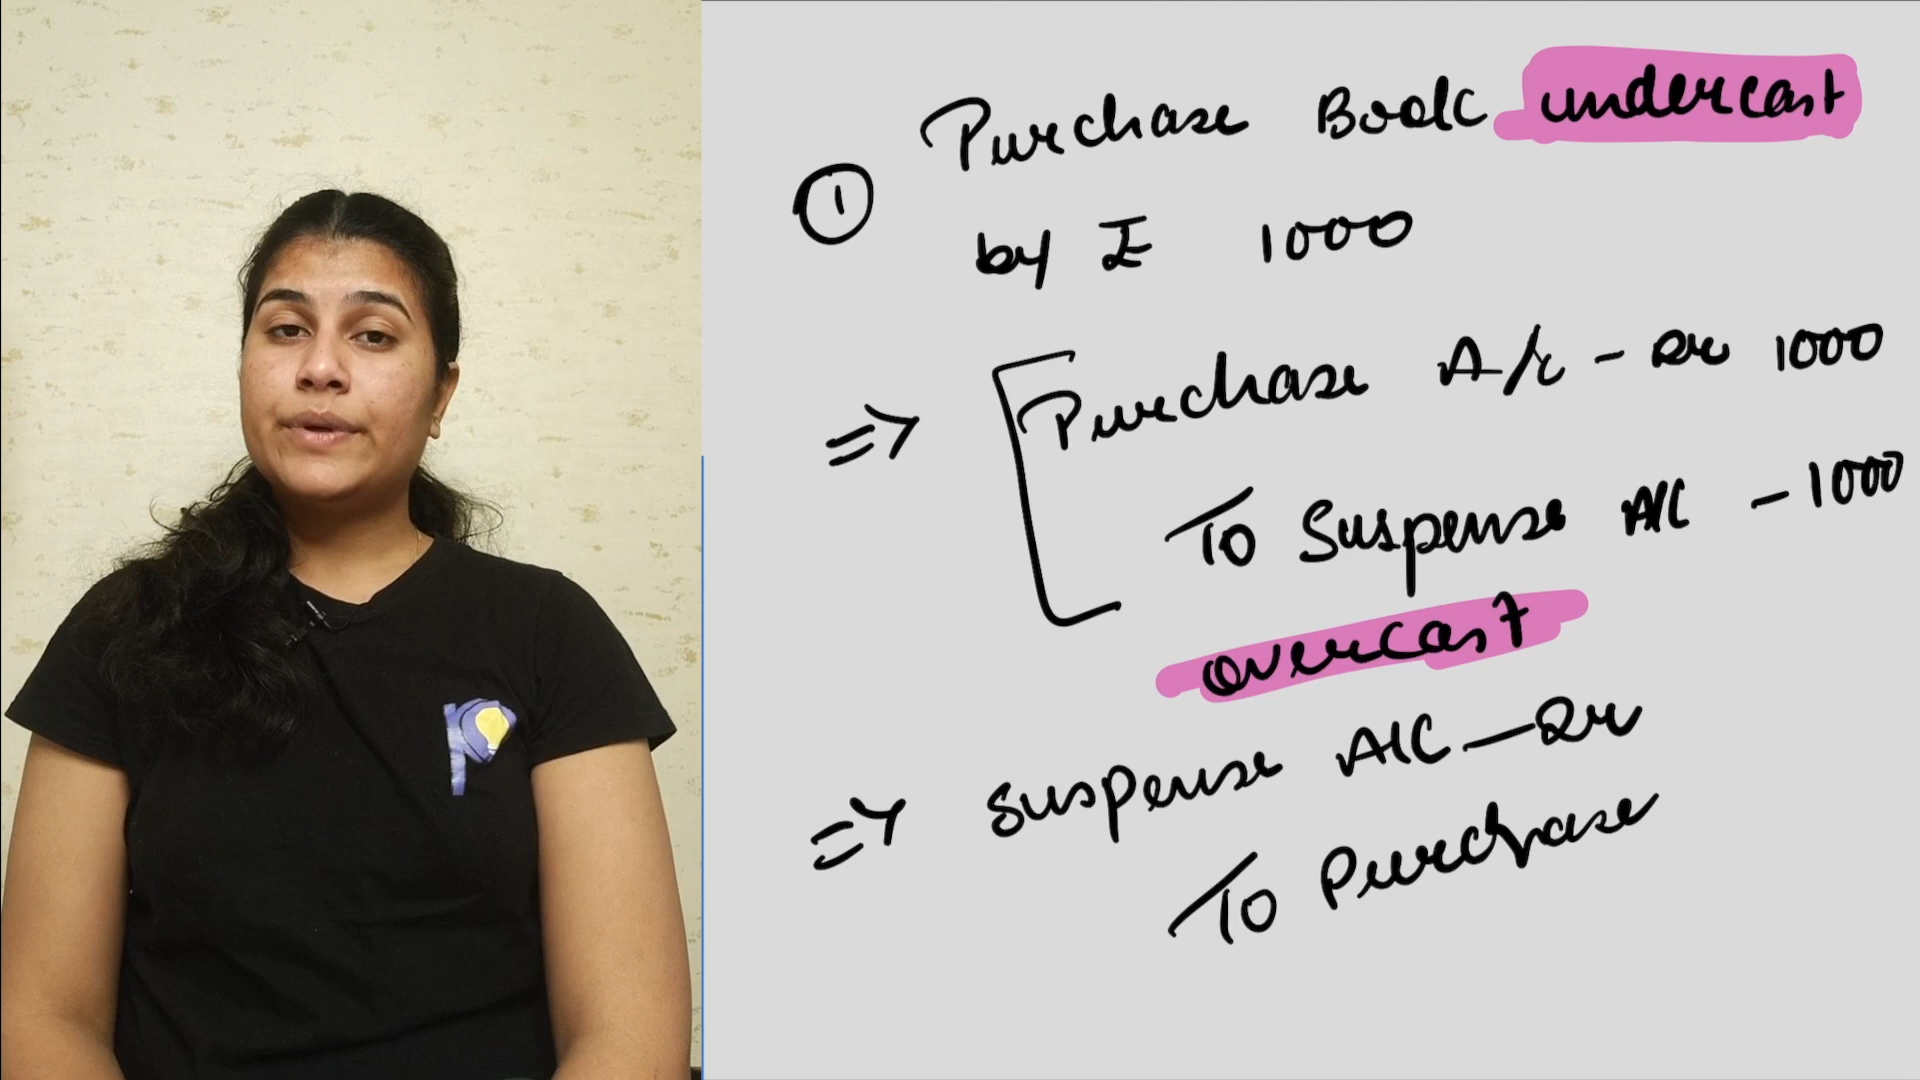 ① Purchase Book undercast
by ₹ 1000
⇒ Purchase A/c - Dr 1000
To Suspense A/C - 1000
overcast
⇒ Suspense A/C - Dr
To Purchase